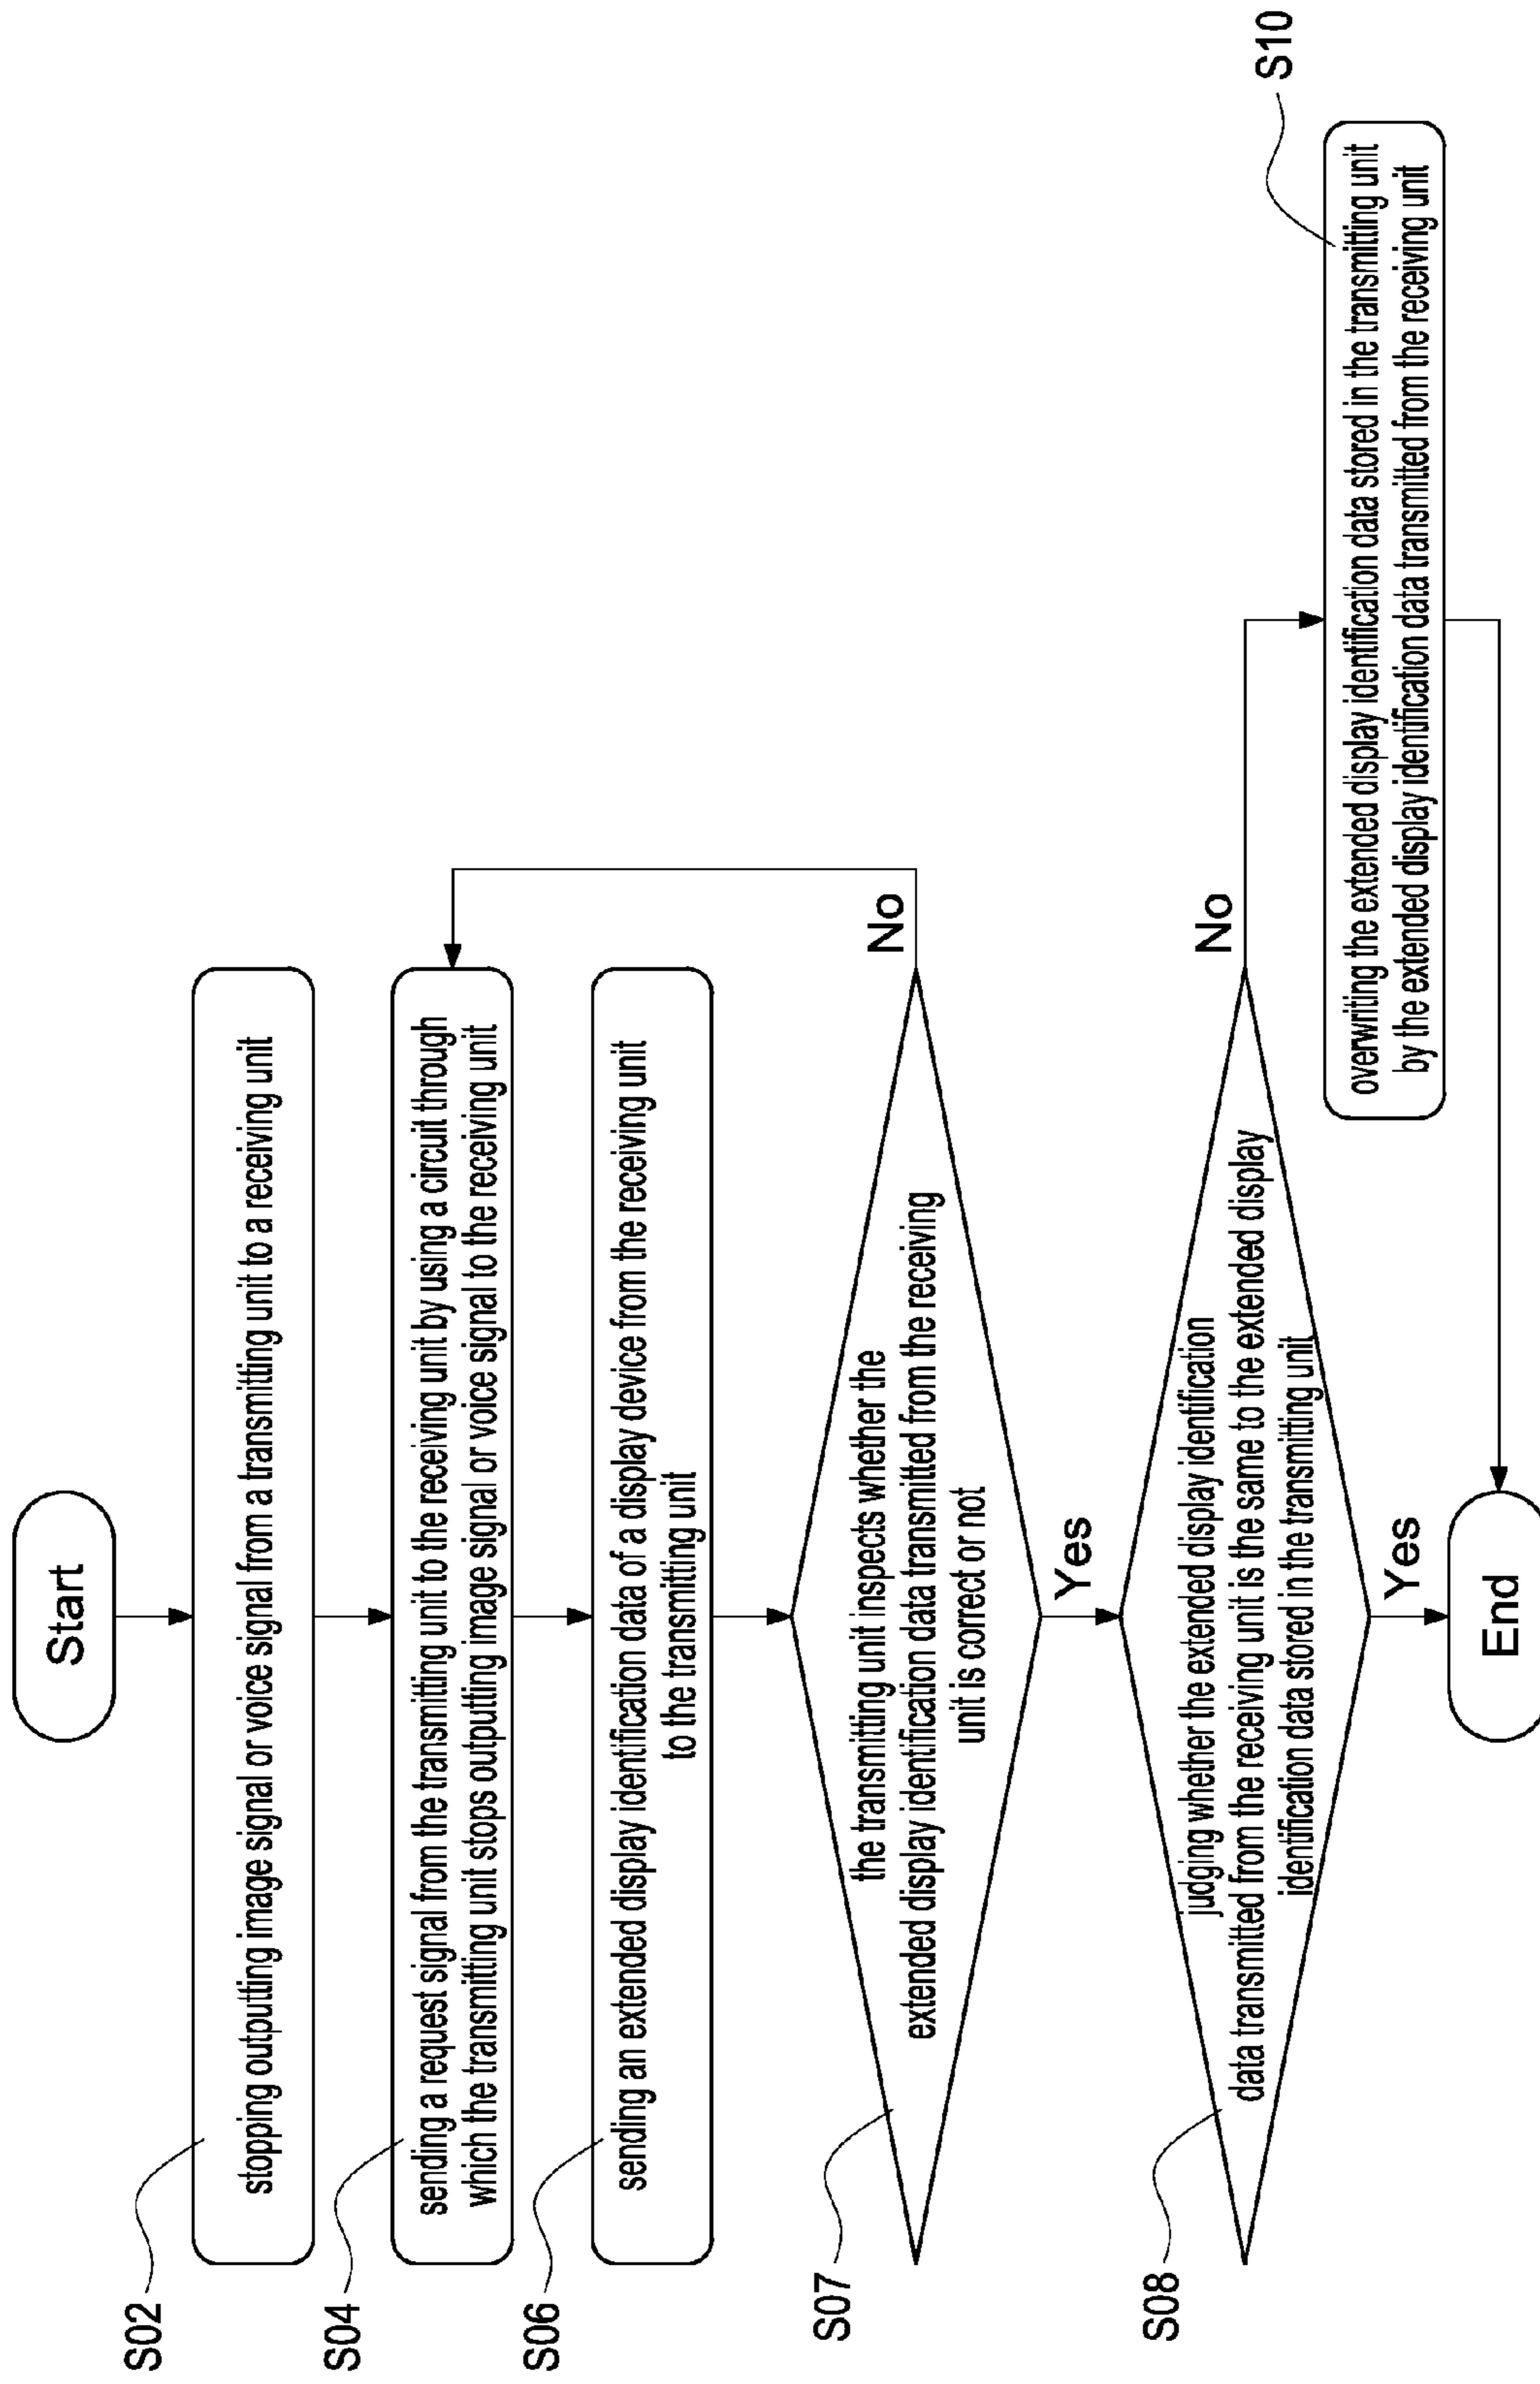 Start
S02
stopping outputting image signal or voice signal from a transmitting unit to a receiving unit
S04
sending a request signal from the transmitting unit to the receiving unit by using a circuit through
which the transmitting unit stops outputting image signal or voice signal to the receiving unit
S06
sending an extended display identification data of a display device from the receiving unit
to the transmitting unit
S07
the transmitting unit inspects whether the
extended display identification data transmitted from the receiving
unit is correct or not
No
Yes
S08
judging whether the extended display identification
data transmitted from the receiving unit is the same to the extended display
identification data stored in the transmitting unit
No
S10
overwriting the extended display identification data stored in the transmitting unit
by the extended display identification data transmitted from the receiving unit
Yes
End